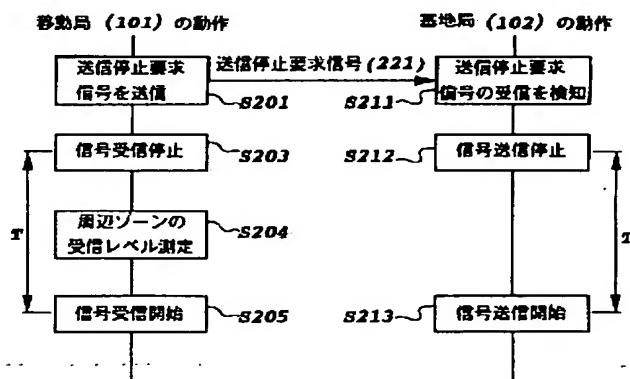 移動局 (101) の動作
基地局 (102) の動作
送信停止要求
信号を送信
S201
送信停止要求信号(221)
送信停止要求
信号の受信を検知
S211
信号受信停止
S203
S212
信号送信停止
T
周辺ゾーンの
受信レベル測定
S204
T
信号受信開始
S205
S213
信号送信開始